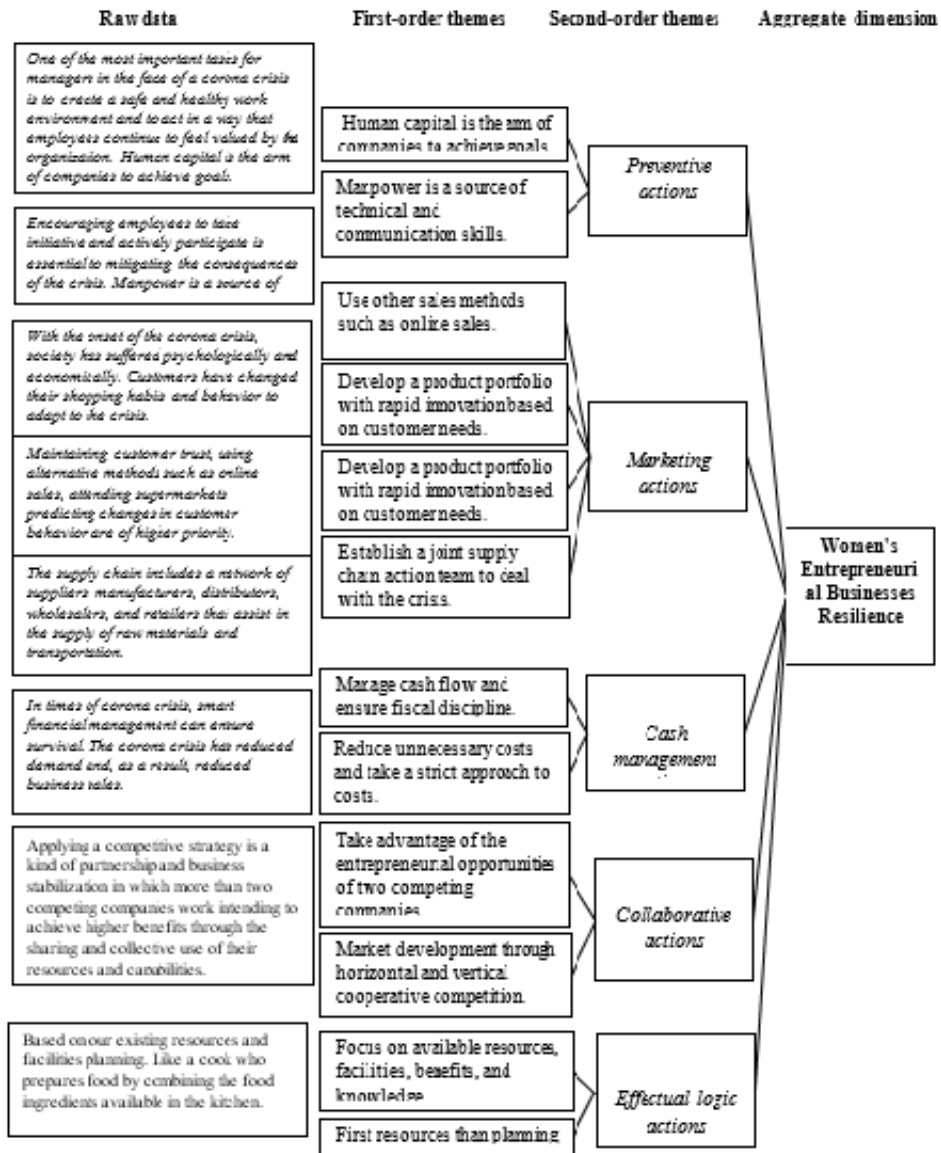 Raw data
First-order themes
Second-order themes
Aggregate dimension
One of the most important tasks for
managers in the face of a corona crisis
is to create a safe and healthy work
environment and to act in a way that
employees continue to feel valued by the
organization. Human capital is the arm
of companies to achieve goals.
Encouraging employees to take
initiative and actively participate is
essential to mitigating the consequences
of the crisis. Manpower is a source of
With the onset of the corona crisis,
society has suffered psychologically and
economically. Customers have changed
their shopping habits and behavior to
adapt to the crisis.
Maintaining customer trust, using
alternative methods such as online
sales, attending supermarkets
predicting changes in customer
behavior are of higher priority.
The supply chain includes a network of
suppliers manufacturers, distributors,
wholesalers, and retailers that assist in
the supply of raw materials and
transportation.
In times of corona crisis, smart
financial management can ensure
survival. The corona crisis has reduced
demand and, as a result, reduced
business sales.
Applying a competitive strategy is a
kind of partnership and business
stabilization in which more than two
competing companies work intending to
achieve higher benefits through the
sharing and collective use of their
resources and capabilities.
Based on our existing resources and
facilities planning. Like a cook who
prepares food by combining the food
ingredients available in the kitchen.
Human capital is the arm of
companies to achieve goals
Manpower is a source of
technical and
communication skills.
Use other sales methods
such as online sales.
Develop a product portfolio
with rapid innovation based
on customer needs.
Develop a product portfolio
with rapid innovation based
on customer needs.
Establish a joint supply
chain action team to deal
with the crisis.
Manage cash flow and
ensure fiscal discipline.
Reduce unnecessary costs
and take a strict approach to
costs.
Take advantage of the
entrepreneurial opportunities
of two competing
companies.
Market development through
horizontal and vertical
cooperative competition.
Focus on available resources,
facilities, benefits, and
knowledge
First resources than planning
Preventive
actions
Marketing
actions
Cash
management
Collaborative
actions
Effectual logic
actions
Women's
Entrepreneuri
al Businesses
Resilience